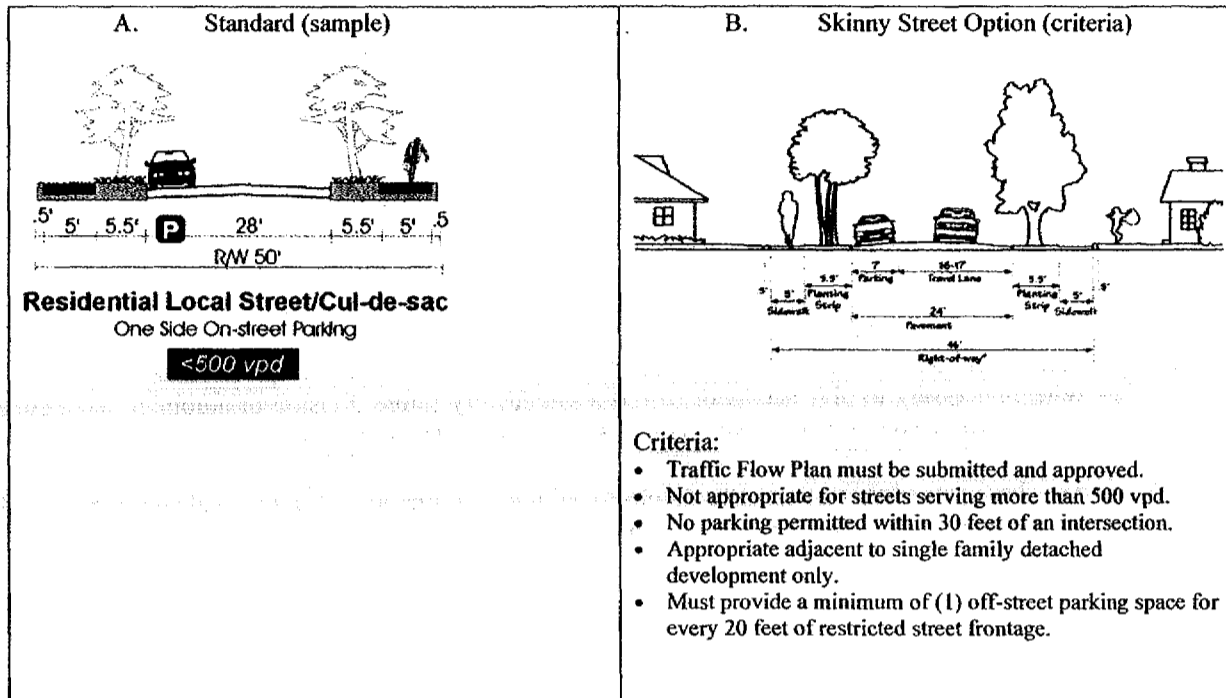 A. Standard (sample)
.5' 5' 5.5' P 28' 5.5' 5' .5
R/W 50'
Residential Local Street/Cul-de-sac
One Side On-street Parking
<500 vpd
B. Skinny Street Option (criteria)
7' 16-17'
5.5' Parking Travel Lane 5.5'
5' Planting Planting 5'
Sidewalk Strip Strip Sidewalk
24'
Pavement
Right-of-way
Criteria:
• Traffic Flow Plan must be submitted and approved.
• Not appropriate for streets serving more than 500 vpd.
• No parking permitted within 30 feet of an intersection.
• Appropriate adjacent to single family detached
development only.
• Must provide a minimum of (1) off-street parking space for
every 20 feet of restricted street frontage.